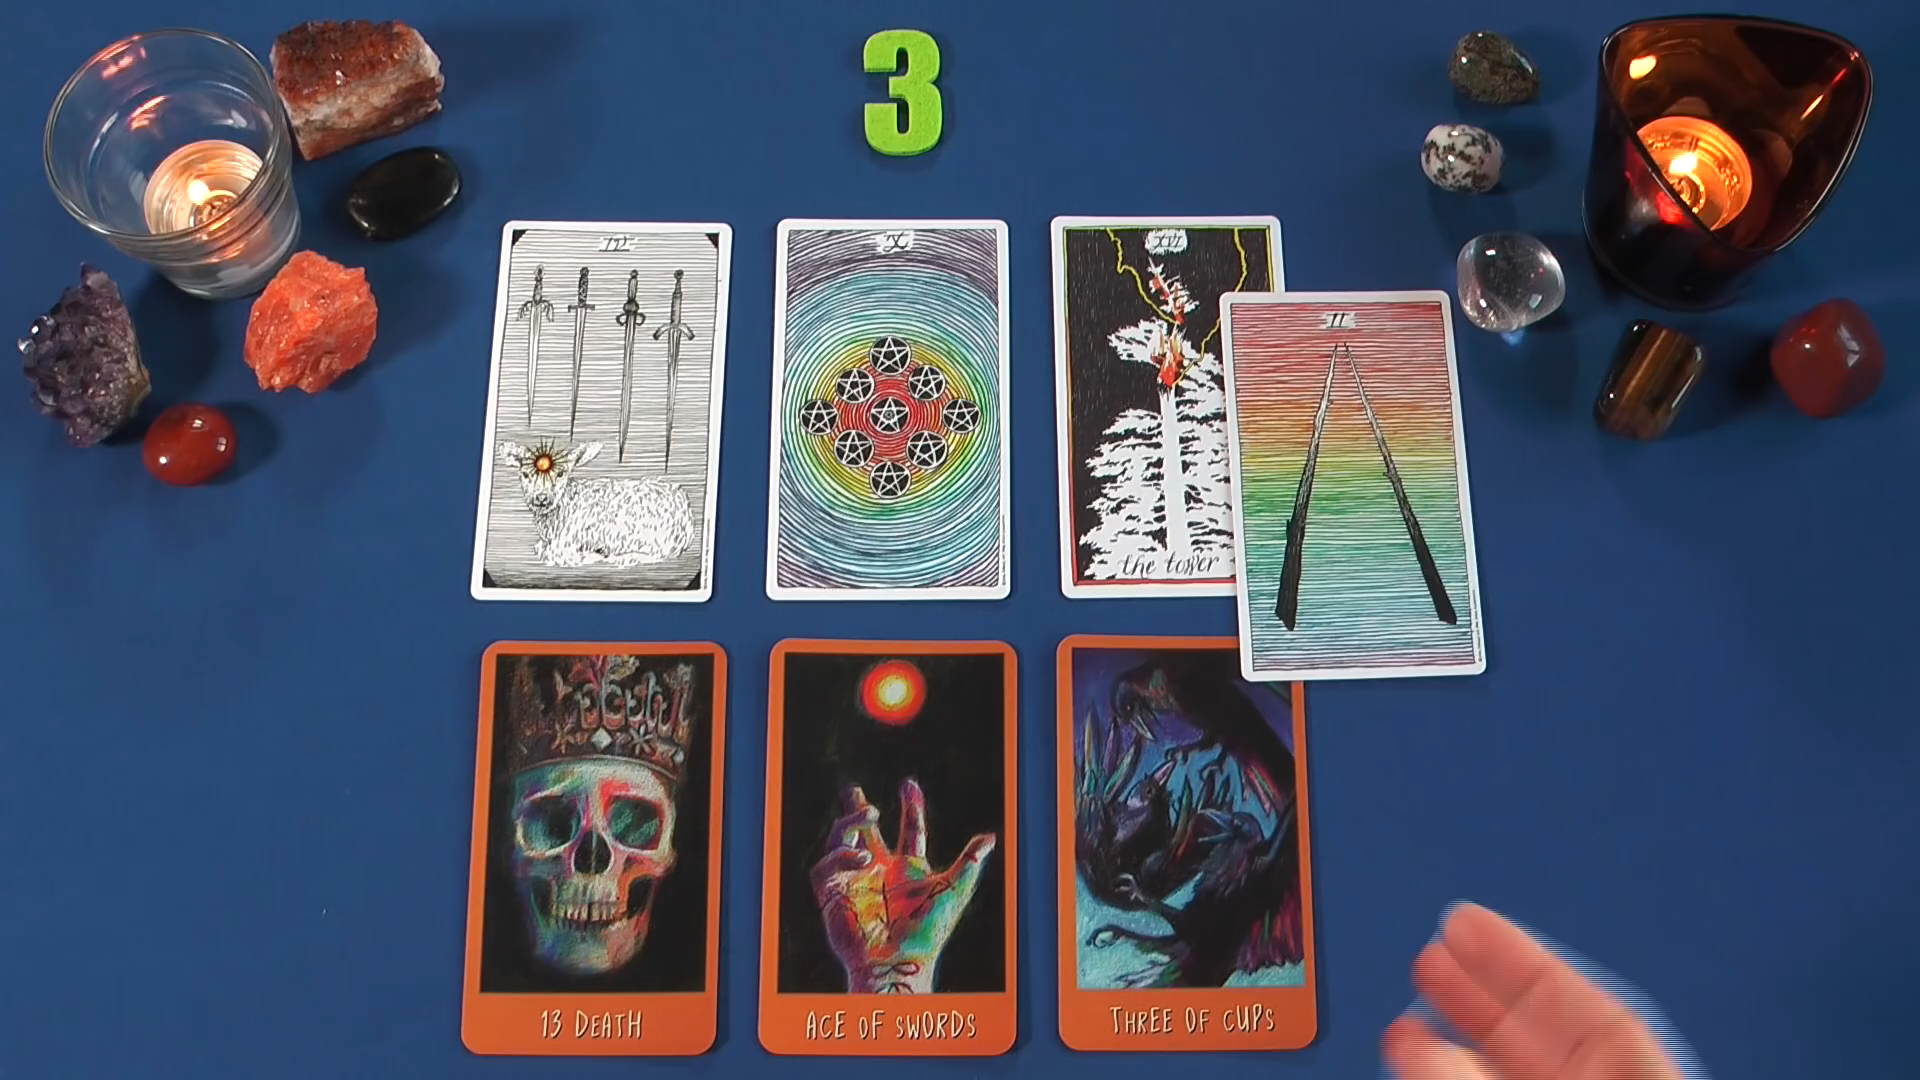 3
IV
X
XVI
II
the tower
13 DEATH
ACE OF SWORDS
THREE OF CUPS